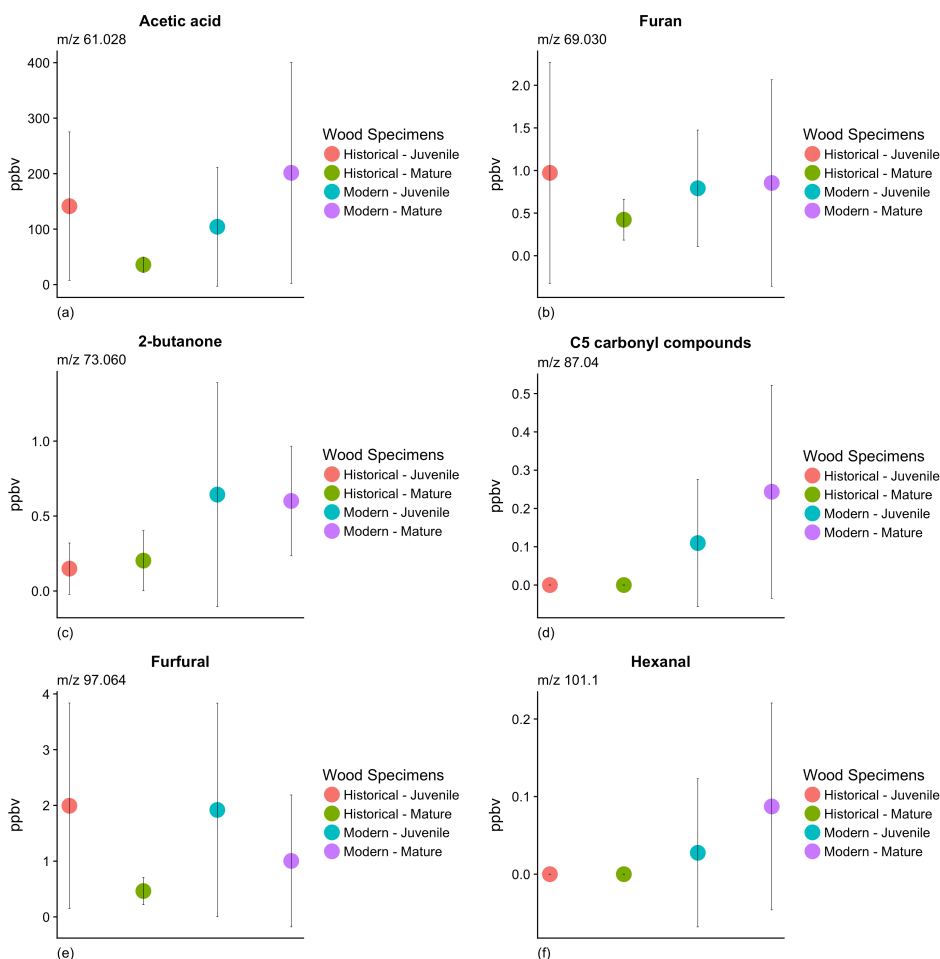 Acetic acid
m/z 61.028
400
300
200
100
0
ppbv
Wood Specimens
Historical - Juvenile
Historical - Mature
Modern - Juvenile
Modern - Mature
(a)
Furan
m/z 69.030
2.0
1.5
1.0
0.5
0.0
ppbv
Wood Specimens
Historical - Juvenile
Historical - Mature
Modern - Juvenile
Modern - Mature
(b)
2-butanone
m/z 73.060
1.0
0.5
0.0
ppbv
Wood Specimens
Historical - Juvenile
Historical - Mature
Modern - Juvenile
Modern - Mature
(c)
C5 carbonyl compounds
m/z 87.04
0.5
0.4
0.3
0.2
0.1
0.0
ppbv
Wood Specimens
Historical - Juvenile
Historical - Mature
Modern - Juvenile
Modern - Mature
(d)
Furfural
m/z 97.064
4
3
2
1
0
ppbv
Wood Specimens
Historical - Juvenile
Historical - Mature
Modern - Juvenile
Modern - Mature
(e)
Hexanal
m/z 101.1
0.2
0.1
0.0
ppbv
Wood Specimens
Historical - Juvenile
Historical - Mature
Modern - Juvenile
Modern - Mature
(f)